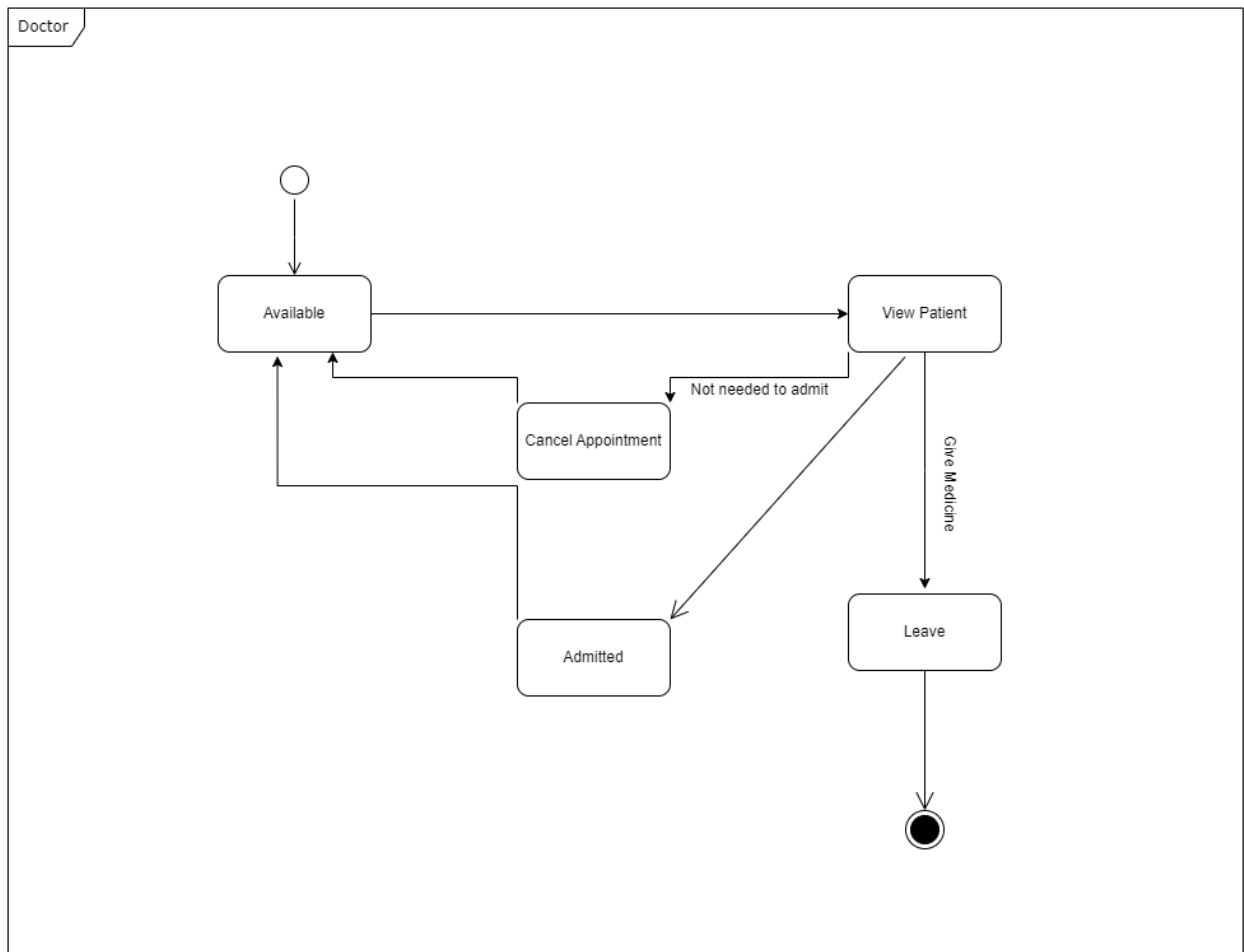 Doctor
Available
View Patient
Not needed to admit
Cancel Appointment
Give Medicine
Leave
Admitted